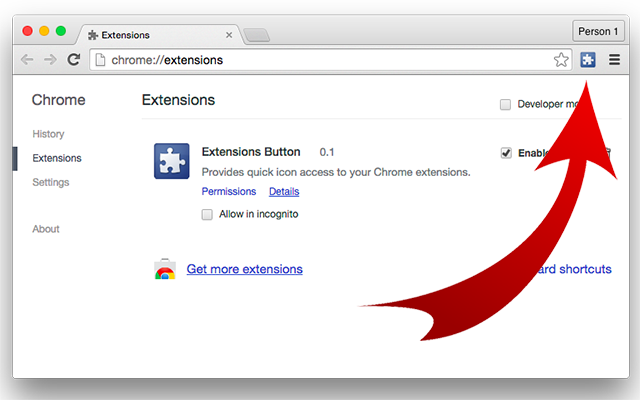 Extensions
Person 1
chrome://extensions
Chrome
Extensions
Developer mo
History
Extensions
Settings
About
Extensions Button 0.1
Enable
Provides quick icon access to your Chrome extensions.
Permissions Details
Allow in incognito
Get more extensions
ard shortcuts